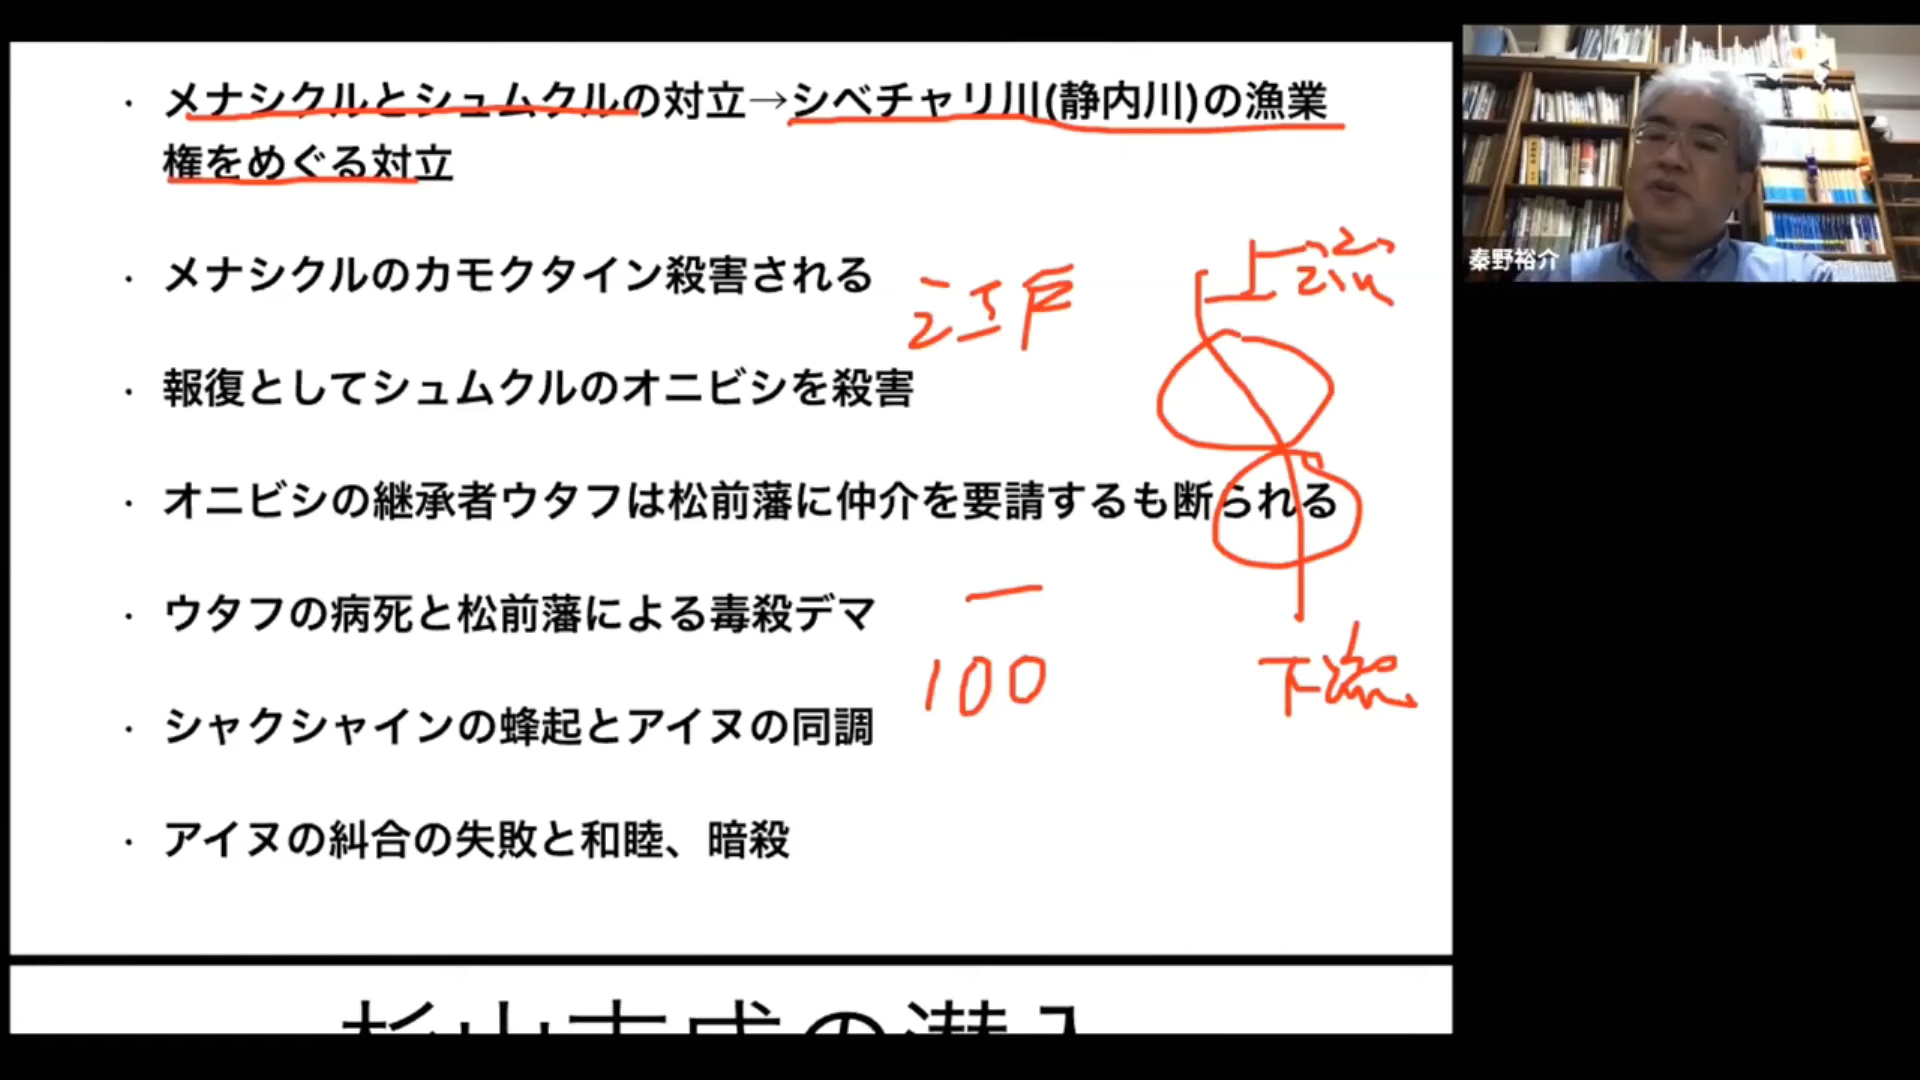 ・メナシクルとシュムクルの対立→シベチャリ川(静内川)の漁業
権をめぐる対立
・メナシクルのカモクタイン殺害される
江戸
・報復としてシュムクルのオニビシを殺害
・オニビシの継承者ウタフは松前藩に仲介を要請するも断られる
・ウタフの病死と松前藩による毒殺デマ
100
下流
・シャクシャインの蜂起とアイヌの同調
・アイヌの糾合の失敗と和睦、暗殺
秦野裕介